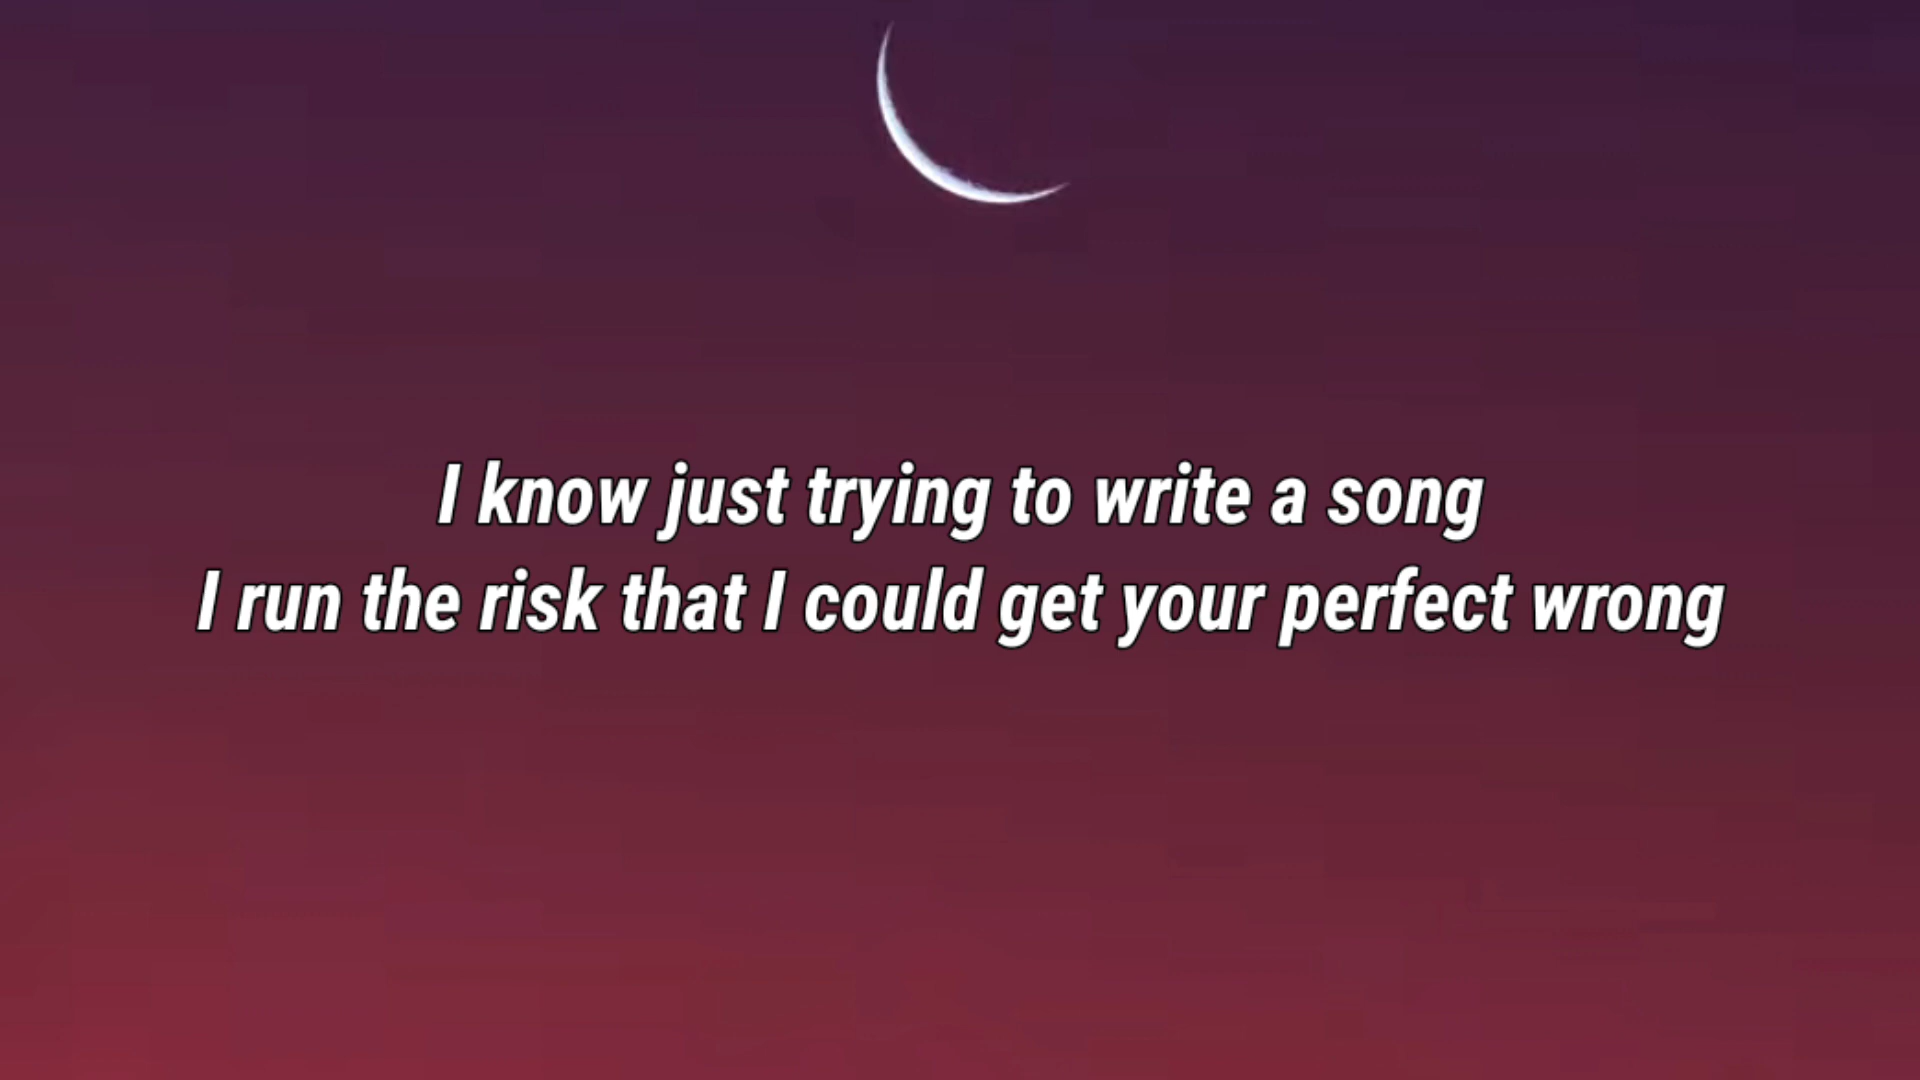 I know just trying to write a song
I run the risk that I could get your perfect wrong